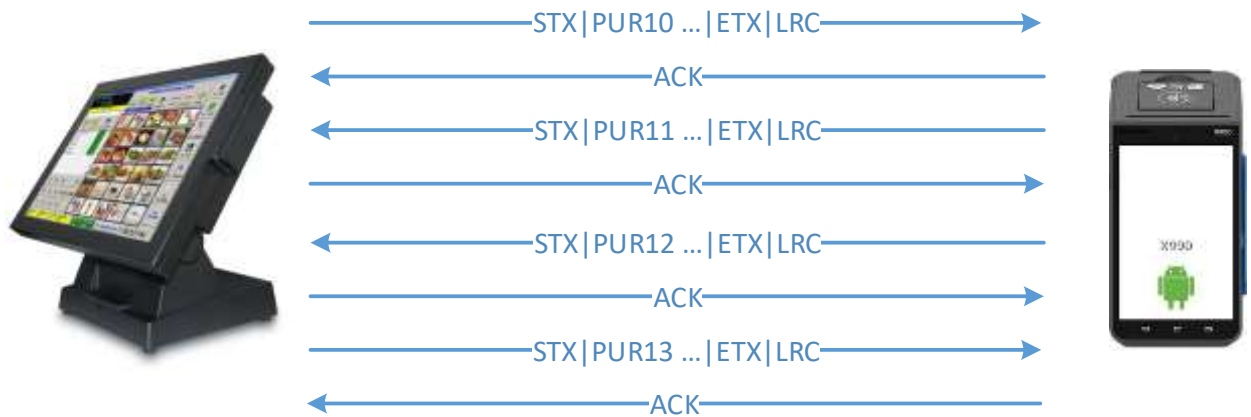 STX|PUR10 ...|ETX|LRC
ACK
STX|PUR11 ...|ETX|LRC
ACK
STX|PUR12 ...|ETX|LRC
ACK
STX|PUR13 ...|ETX|LRC
ACK
X990